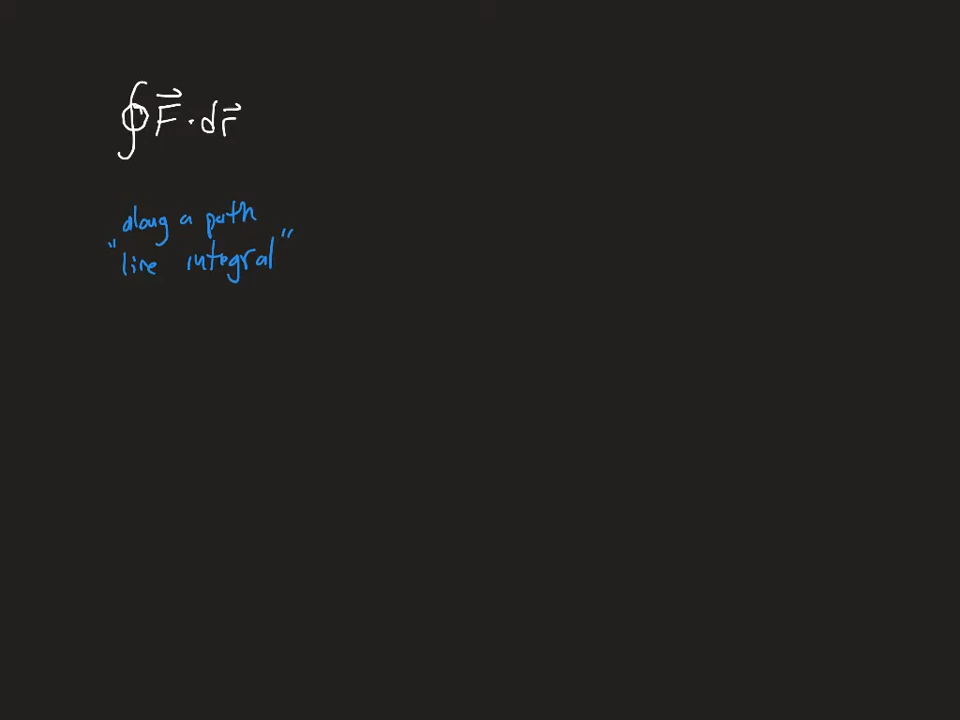 ∮ F⃗ · dr⃗
along a path
"line integral"